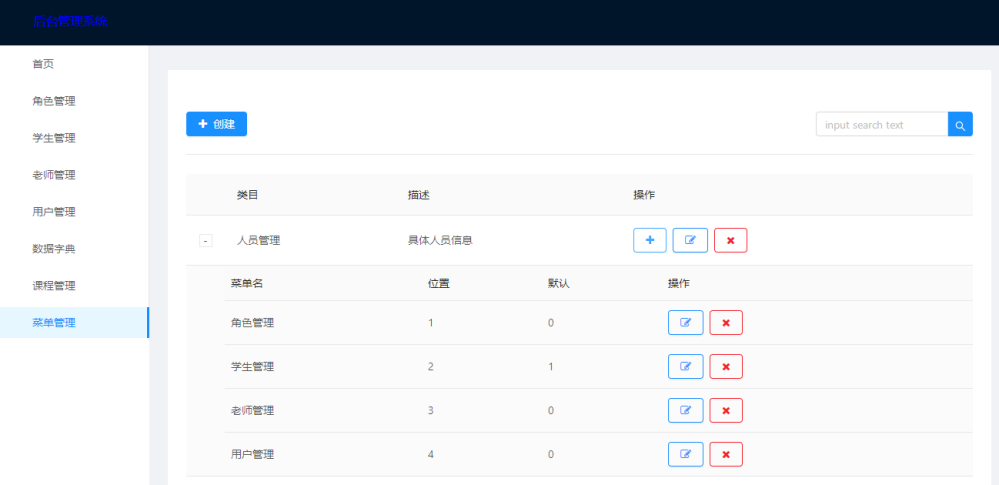 后台管理系统
首页
角色管理
学生管理
老师管理
用户管理
数据字典
课程管理
菜单管理
+ 创建
input search text
类目 描述 操作
- 人员管理 具体人员信息
菜单名 位置 默认 操作
角色管理 1 0
学生管理 2 1
老师管理 3 0
用户管理 4 0